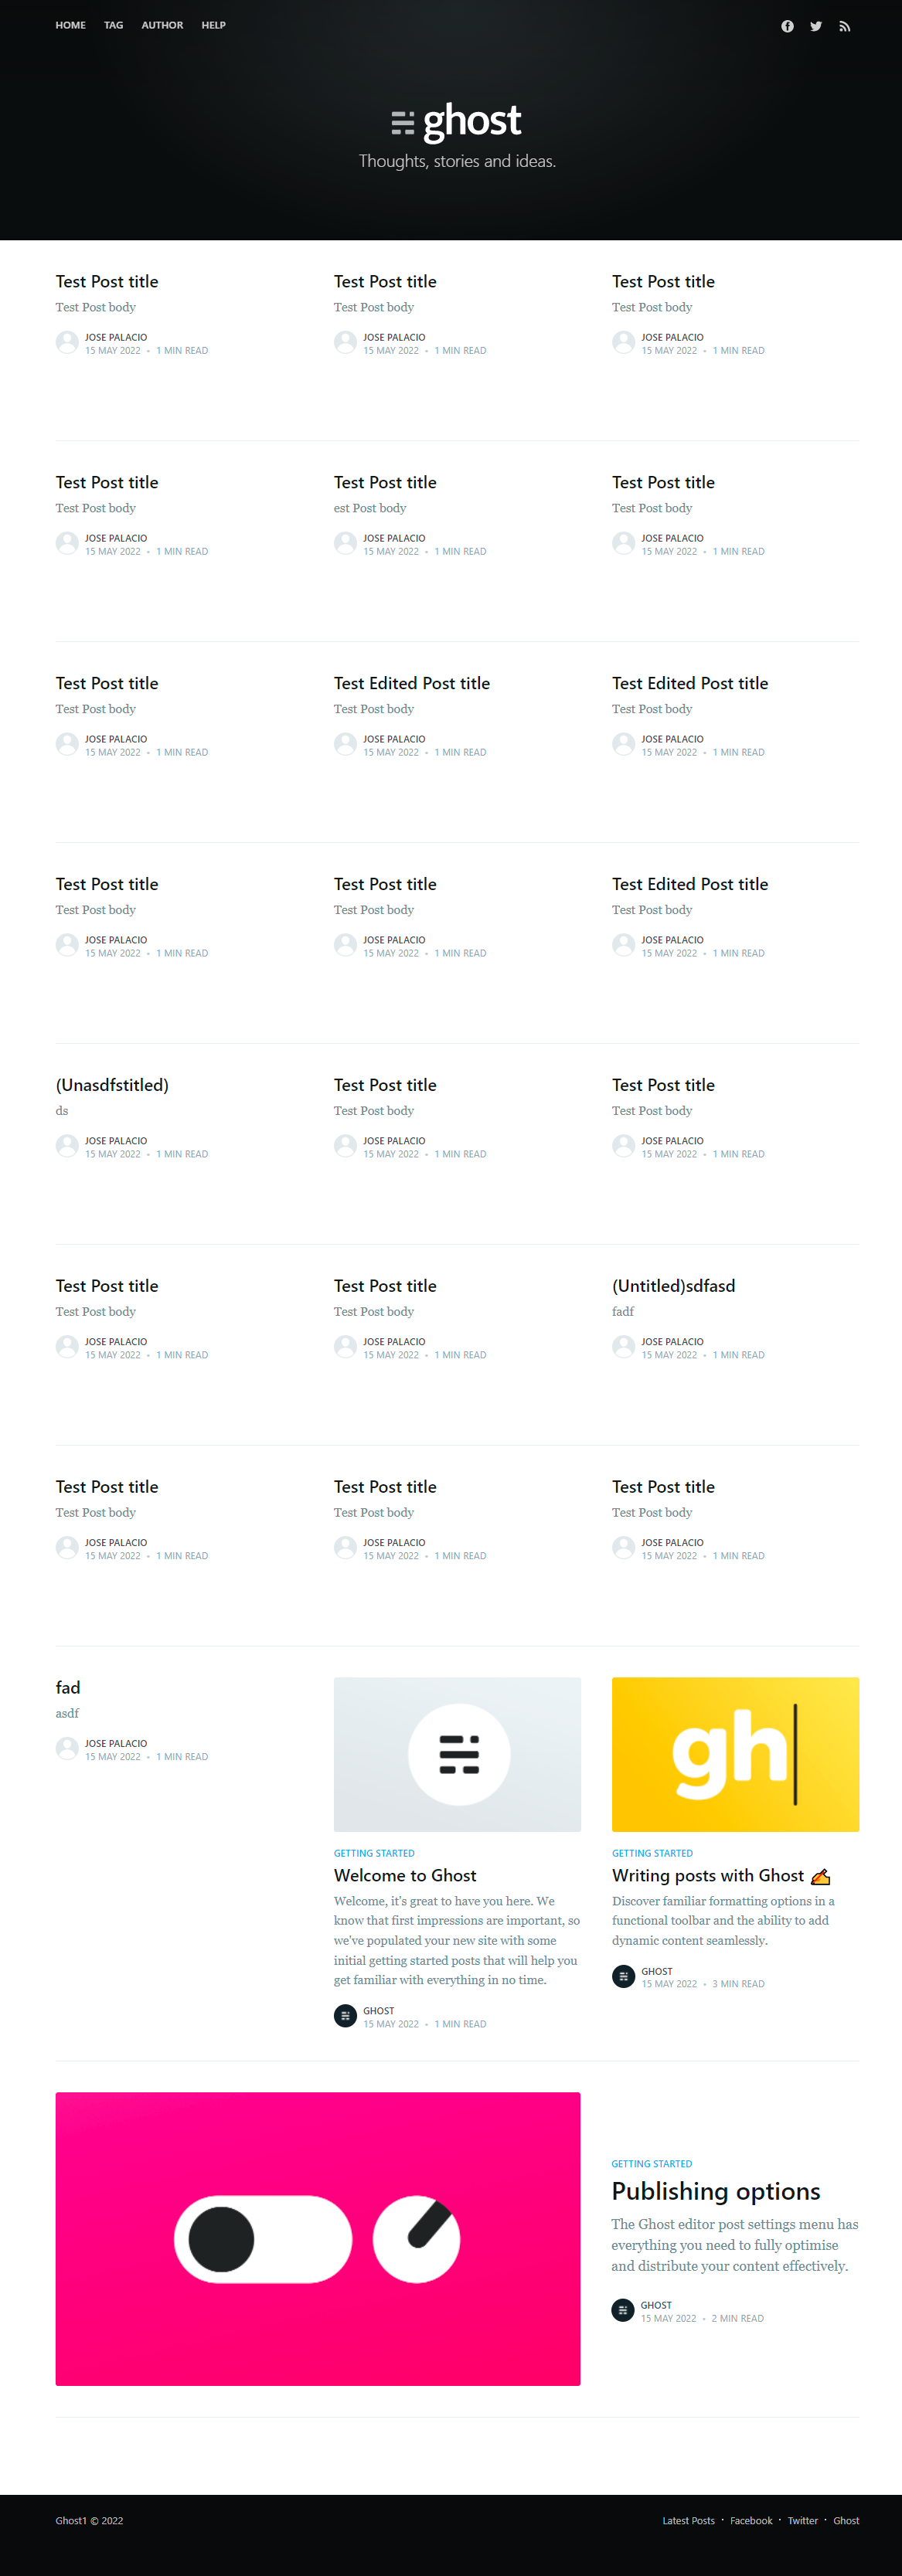 HOME TAG AUTHOR HELP
ghost
Thoughts, stories and ideas.
Test Post title
Test Post body
JOSE PALACIO
15 MAY 2022 • 1 MIN READ
Test Post title
Test Post body
JOSE PALACIO
15 MAY 2022 • 1 MIN READ
Test Post title
Test Post body
JOSE PALACIO
15 MAY 2022 • 1 MIN READ
Test Post title
Test Post body
JOSE PALACIO
15 MAY 2022 • 1 MIN READ
Test Post title
est Post body
JOSE PALACIO
15 MAY 2022 • 1 MIN READ
Test Post title
Test Post body
JOSE PALACIO
15 MAY 2022 • 1 MIN READ
Test Post title
Test Post body
JOSE PALACIO
15 MAY 2022 • 1 MIN READ
Test Edited Post title
Test Post body
JOSE PALACIO
15 MAY 2022 • 1 MIN READ
Test Edited Post title
Test Post body
JOSE PALACIO
15 MAY 2022 • 1 MIN READ
Test Post title
Test Post body
JOSE PALACIO
15 MAY 2022 • 1 MIN READ
Test Post title
Test Post body
JOSE PALACIO
15 MAY 2022 • 1 MIN READ
Test Edited Post title
Test Post body
JOSE PALACIO
15 MAY 2022 • 1 MIN READ
(Unasdfstitled)
ds
JOSE PALACIO
15 MAY 2022 • 1 MIN READ
Test Post title
Test Post body
JOSE PALACIO
15 MAY 2022 • 1 MIN READ
Test Post title
Test Post body
JOSE PALACIO
15 MAY 2022 • 1 MIN READ
Test Post title
Test Post body
JOSE PALACIO
15 MAY 2022 • 1 MIN READ
Test Post title
Test Post body
JOSE PALACIO
15 MAY 2022 • 1 MIN READ
(Untitled)sdfasd
fadf
JOSE PALACIO
15 MAY 2022 • 1 MIN READ
Test Post title
Test Post body
JOSE PALACIO
15 MAY 2022 • 1 MIN READ
Test Post title
Test Post body
JOSE PALACIO
15 MAY 2022 • 1 MIN READ
Test Post title
Test Post body
JOSE PALACIO
15 MAY 2022 • 1 MIN READ
fad
asdf
JOSE PALACIO
15 MAY 2022 • 1 MIN READ
GETTING STARTED
Welcome to Ghost
Welcome, it's great to have you here. We
know that first impressions are important, so
we've populated your new site with some
initial getting started posts that will help you
get familiar with everything in no time.
GHOST
15 MAY 2022 • 1 MIN READ
gh
GETTING STARTED
Writing posts with Ghost ✍️
Discover familiar formatting options in a
functional toolbar and the ability to add
dynamic content seamlessly.
GHOST
15 MAY 2022 • 3 MIN READ
GETTING STARTED
Publishing options
The Ghost editor post settings menu has
everything you need to fully optimise
and distribute your content effectively.
GHOST
15 MAY 2022 • 2 MIN READ
Ghost1 © 2022
Latest Posts • Facebook • Twitter • Ghost